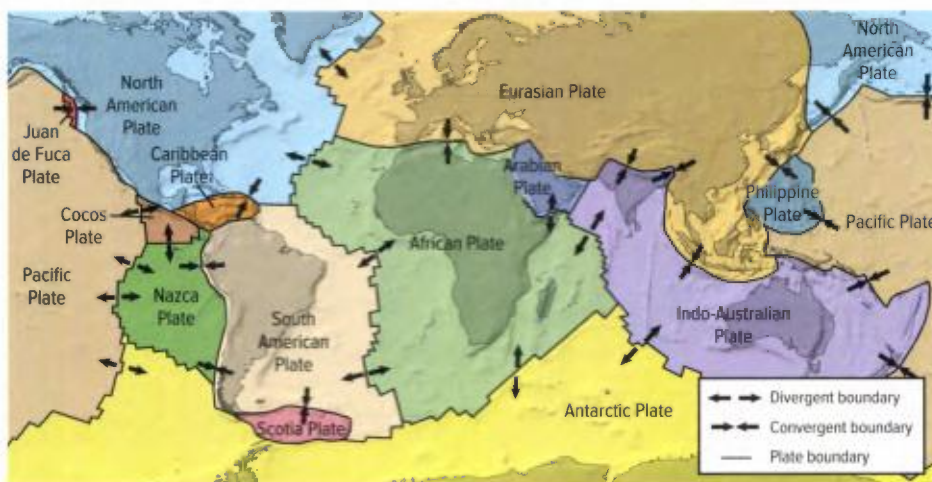 North
American
Plate
Juan
de Fuca
Plate
Caribbean
Plate
Cocos
Plate
Pacific
Plate
Nazca
Plate
South
American
Plate
Scotia Plate
Eurasian Plate
Arabian
Plate
African Plate
Antarctic Plate
North
American
Plate
Philippine
Plate
Pacific Plate
Indo-Australian
Plate
Divergent boundary
Convergent boundary
Plate boundary